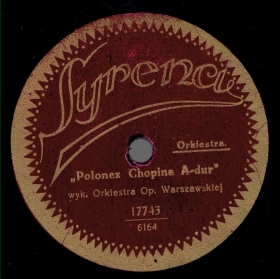 Syrena
Orkiestra.
„Polonez Chopina A-dur"
wyk. Orkiestra Op. Warszawskiej
17743
6164